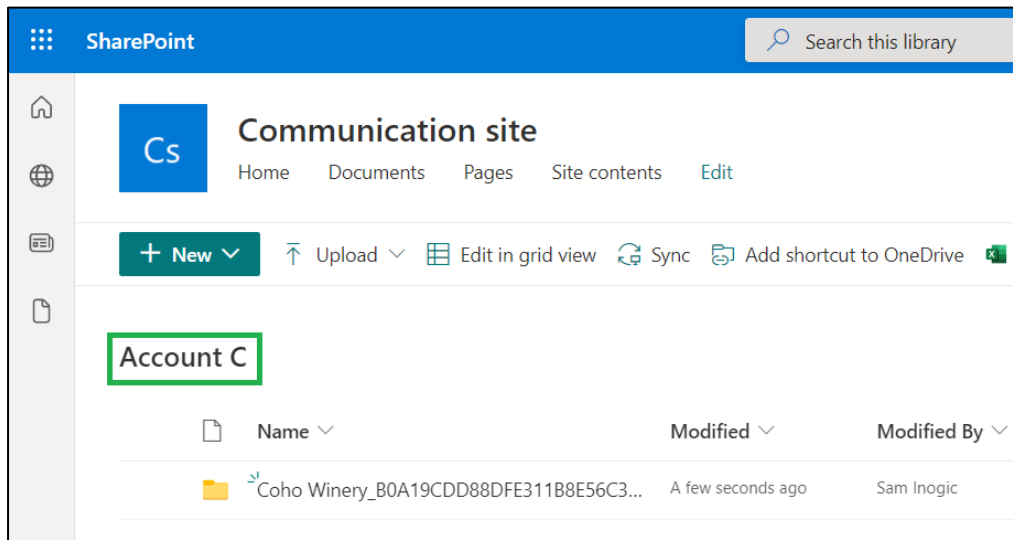 SharePoint
Search this library
Cs
Communication site
Home Documents Pages Site contents Edit
+ New Upload Edit in grid view Sync Add shortcut to OneDrive
Account C
Name Modified Modified By
Coho Winery_B0A19CDD88DFE311B8E56C3... A few seconds ago Sam Inogic